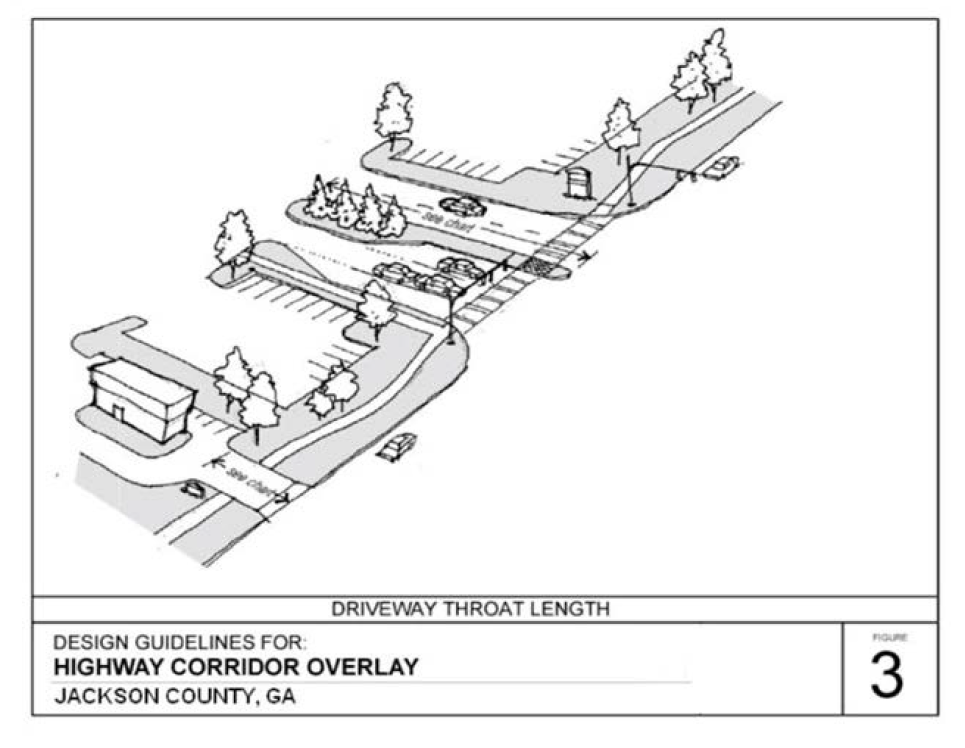 see chart
see chart
DRIVEWAY THROAT LENGTH
DESIGN GUIDELINES FOR:
HIGHWAY CORRIDOR OVERLAY
JACKSON COUNTY, GA
FIGURE
3